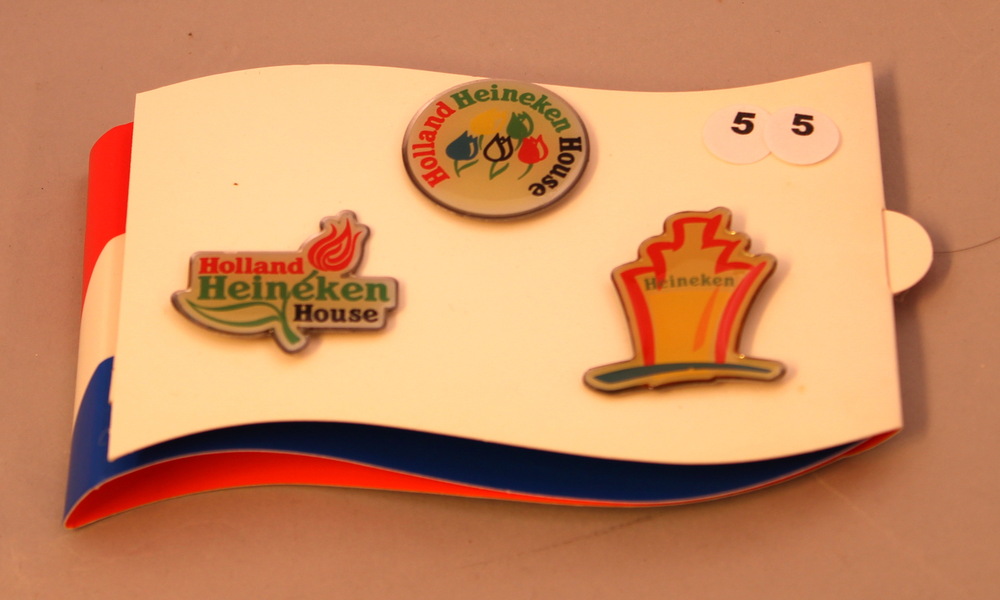 Holland Heineken House
5 5
Holland
Heineken
House
Heineken